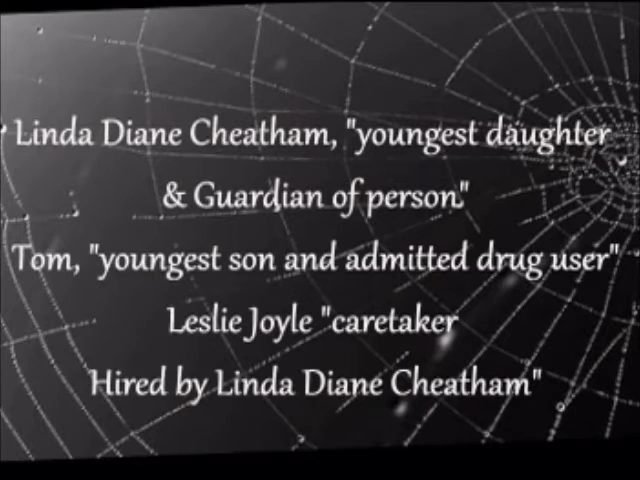 Linda Diane Cheatham, "youngest daughter
& Guardian of person"
Tom, "youngest son and admitted drug user"
Leslie Joyle "caretaker
Hired by Linda Diane Cheatham"